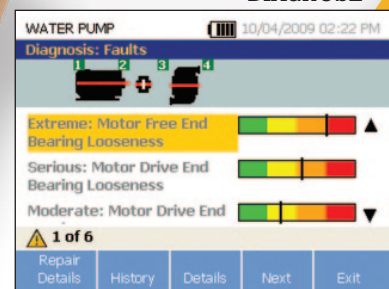 WATER PUMP 10/04/2009 02:22 PM
Diagnosis: Faults
1 2 3 4
Extreme: Motor Free End
Bearing Looseness
Serious: Motor Drive End
Bearing Looseness
Moderate: Motor Drive End
1 of 6
Repair
Details History Details Next Exit